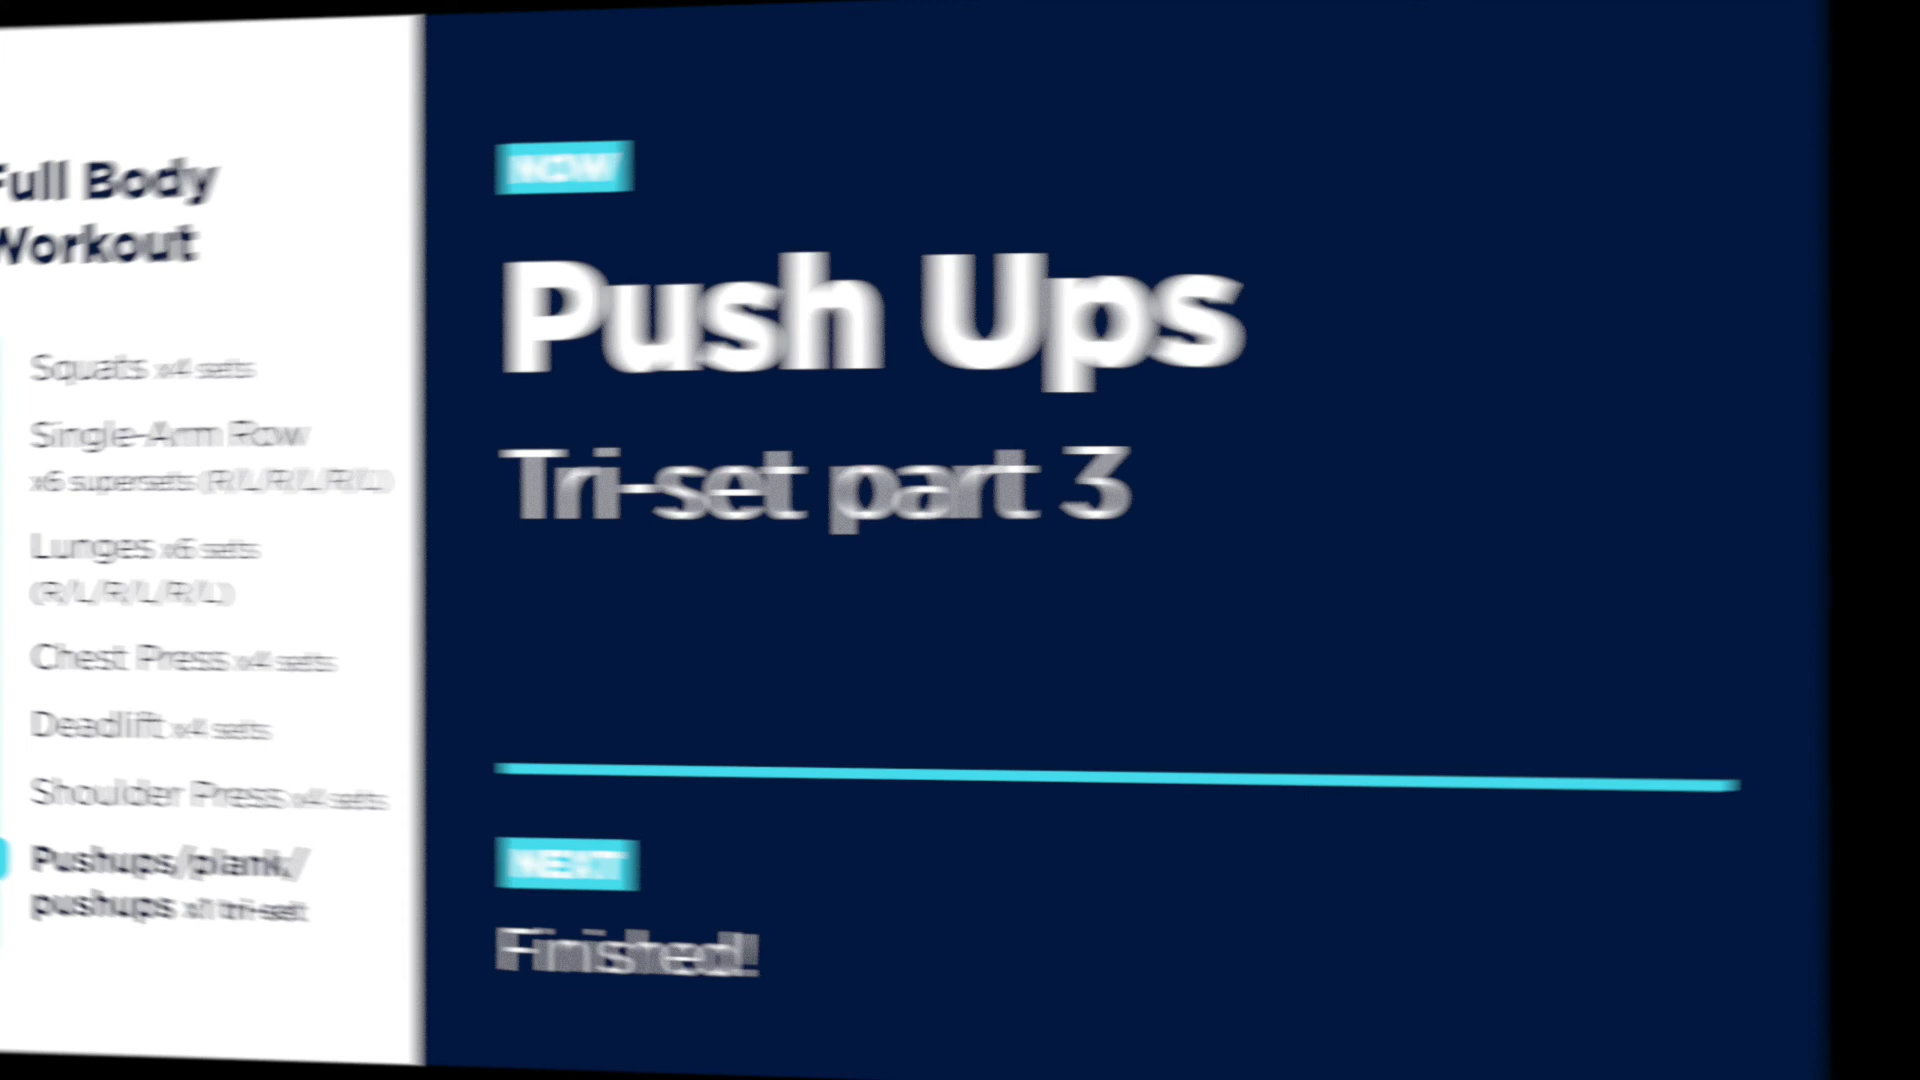 Full Body
Workout
Squats x4 sets
Single-Arm Row
x6 supersets (R/L/R/L/R/L)
Lunges x6 sets
(R/L/R/L/R/L)
Chest Press x4 sets
Deadlift x4 sets
Shoulder Press x4 sets
Pushups/plank/
pushups x1 tri-set
NOW
Push Ups
Tri-set part 3
NEXT
Finished!